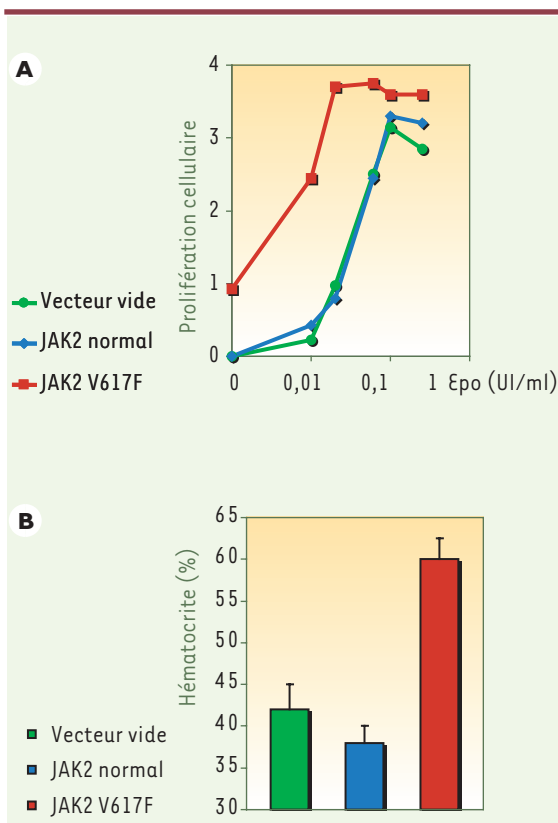 A
Prolifération cellulaire
4
3
2
1
0
0 0,01 0,1 1 Epo (UI/ml)
Vecteur vide
JAK2 normal
JAK2 V617F
B
Hématocrite (%)
65
60
55
50
45
40
35
30
Vecteur vide
JAK2 normal
JAK2 V617F